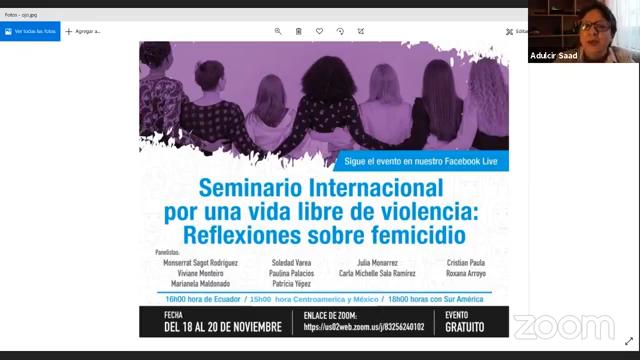 Fotos - ojo.jpg
Ver todas las fotos
Agregar a...
Adulcir Saad
Sigue el evento en nuestro Facebook Live
Seminario Internacional
por una vida libre de violencia:
Reflexiones sobre femicidio
Panelistas:
Monserrat Sagot Rodríguez
Viviane Monteiro
Marianela Maldonado
Soledad Varea
Paulina Palacios
Patricia Yépez
Julia Monarrez
Carla Michelle Sala Ramírez
Cristian Paula
Roxana Arroyo
16h00 hora de Ecuador / 15h00 hora Centroamerica y México / 18h00 horas con Sur América
FECHA
DEL 18 AL 20 DE NOVIEMBRE
ENLACE DE ZOOM:
https://us02web.zoom.us/j/83256240102
EVENTO
GRATUITO
zoom